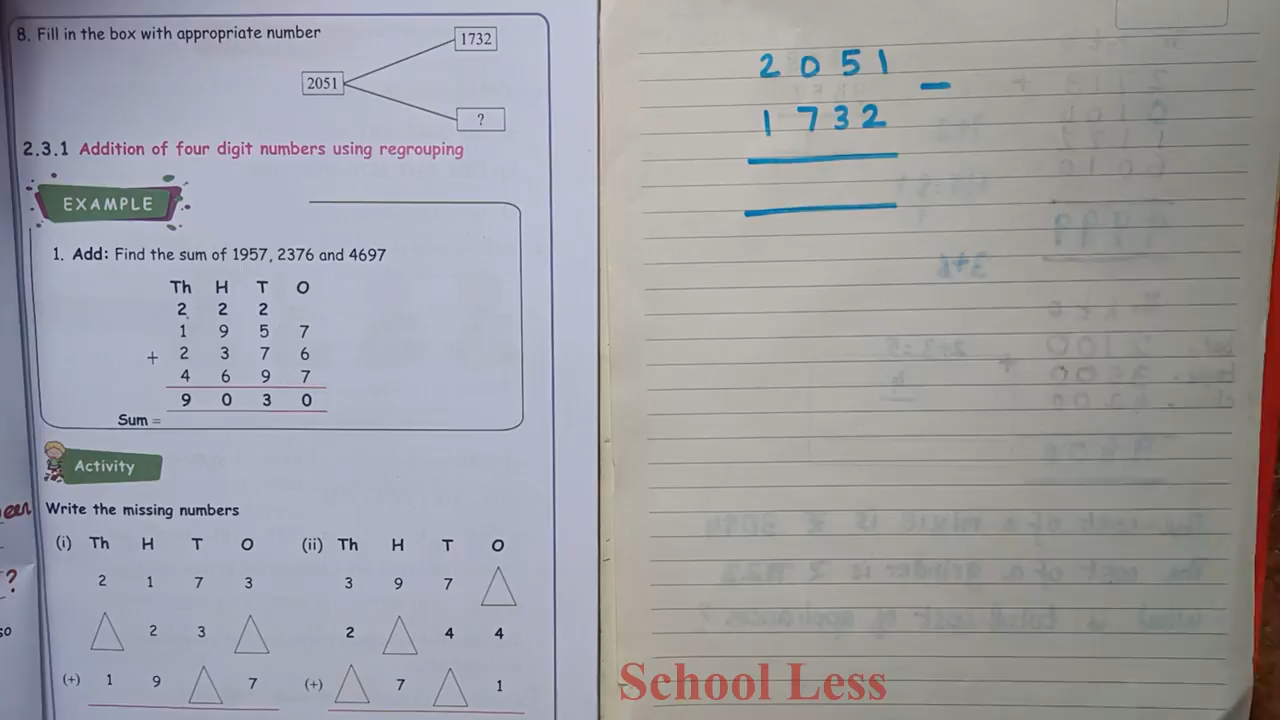 8. Fill in the box with appropriate number
1732
2051
?
2.3.1 Addition of four digit numbers using regrouping
EXAMPLE
1. Add: Find the sum of 1957, 2376 and 4697
Th H T O
2 2 2
1 9 5 7
+ 2 3 7 6
4 6 9 7
9 0 3 0
Sum =
Activity
Write the missing numbers
(i) Th H T O
2 1 7 3
2 3
(+) 1 9 7
(ii) Th H T O
3 9 7
2 4 4
(+) 7 1
2 0 5 1 -
1 7 3 2
School Less